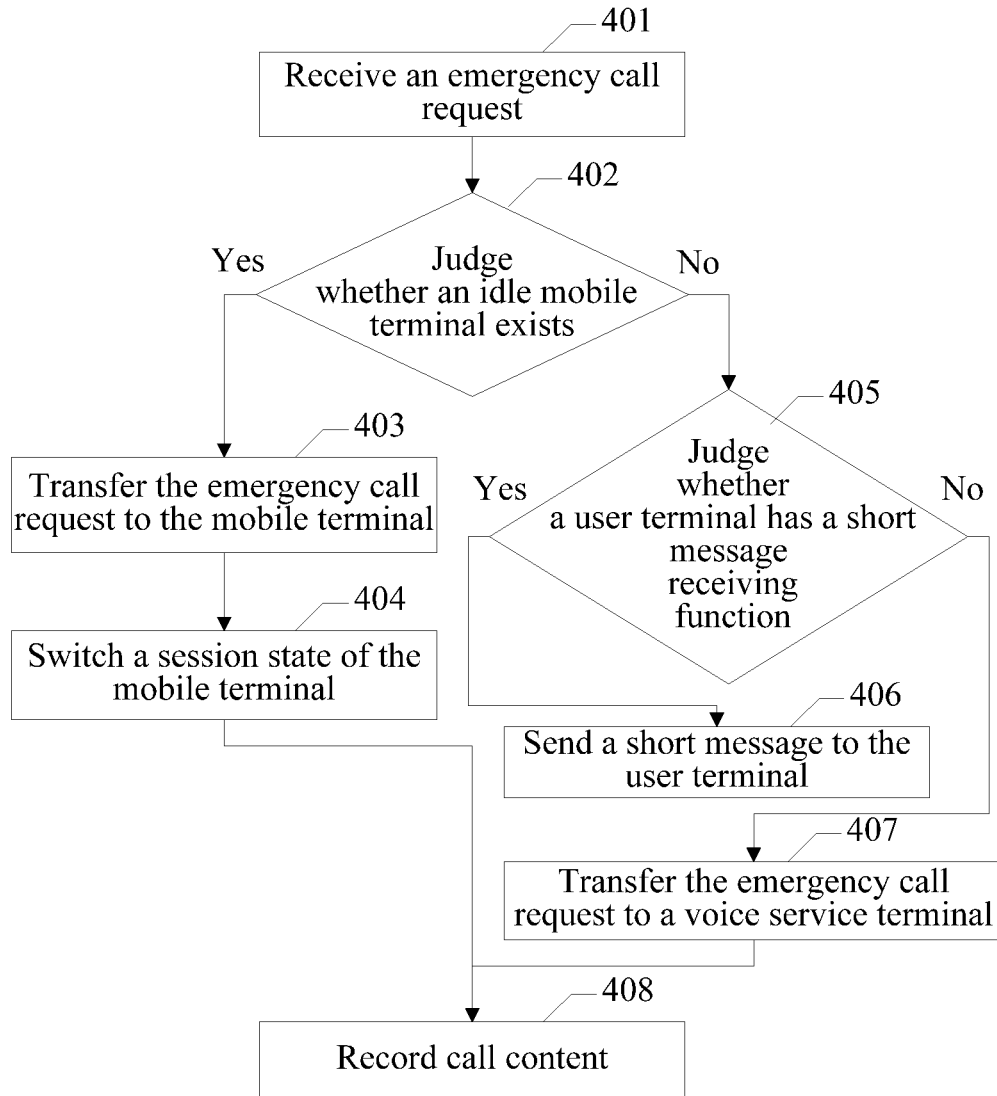 401
Receive an emergency call
request
402
Yes
No
Judge
whether an idle mobile
terminal exists
403
Transfer the emergency call
request to the mobile terminal
404
Switch a session state of the
mobile terminal
405
Yes
No
Judge
whether
a user terminal has a short
message
receiving
function
406
Send a short message to the
user terminal
407
Transfer the emergency call
request to a voice service terminal
408
Record call content